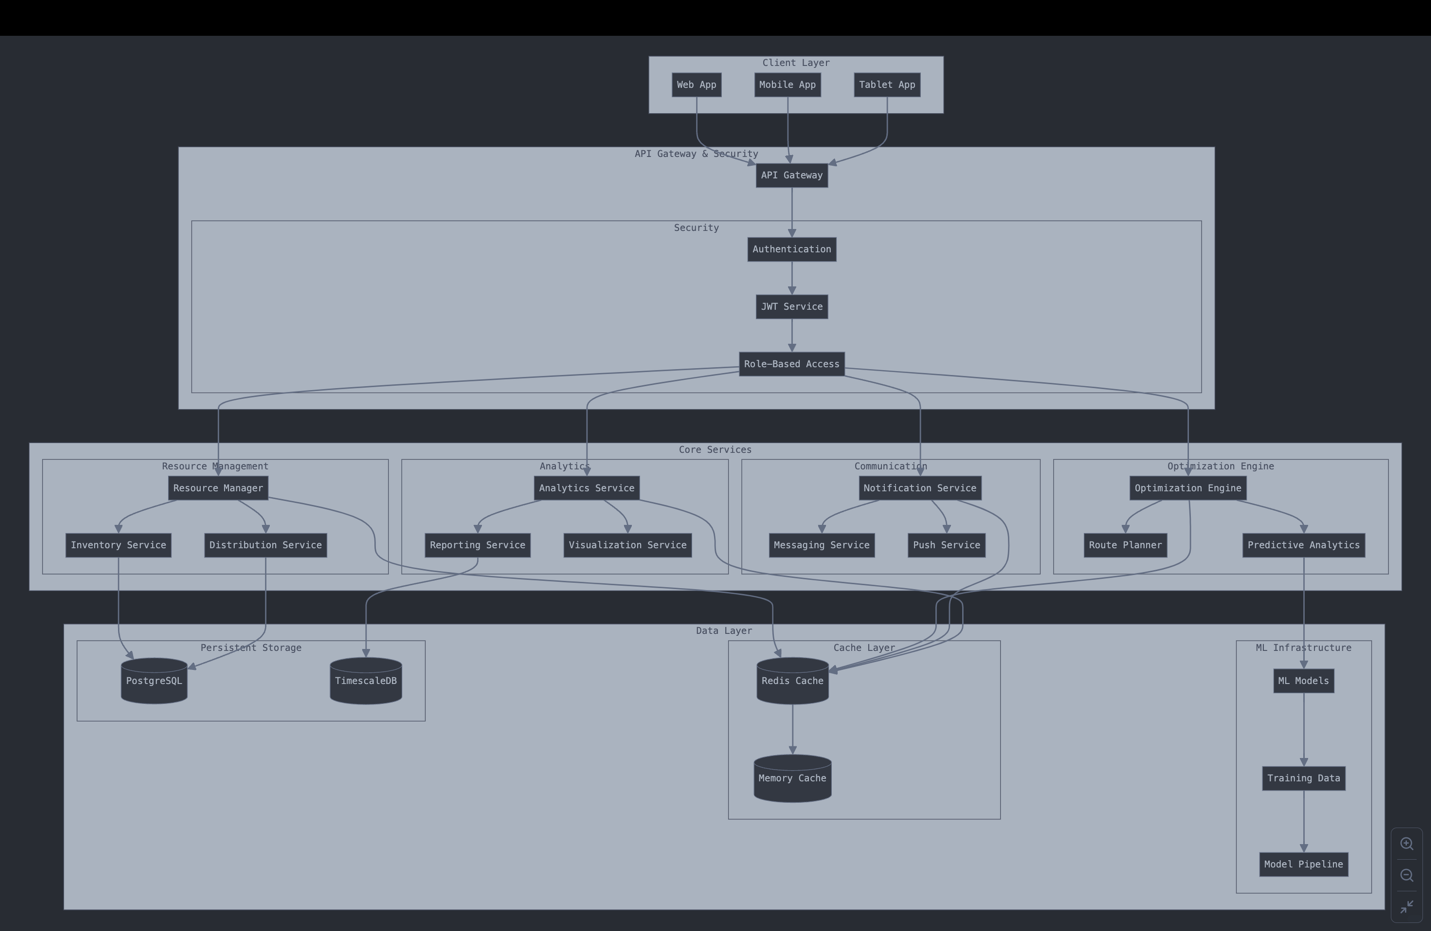 Client Layer
Web App
Mobile App
Tablet App
API Gateway & Security
API Gateway
Security
Authentication
JWT Service
Role-Based Access
Core Services
Resource Management
Analytics
Communication
Optimization Engine
Resource Manager
Analytics Service
Notification Service
Optimization Engine
Inventory Service
Distribution Service
Reporting Service
Visualization Service
Messaging Service
Push Service
Route Planner
Predictive Analytics
Data Layer
Persistent Storage
Cache Layer
ML Infrastructure
PostgreSQL
TimescaleDB
Redis Cache
ML Models
Memory Cache
Training Data
Model Pipeline